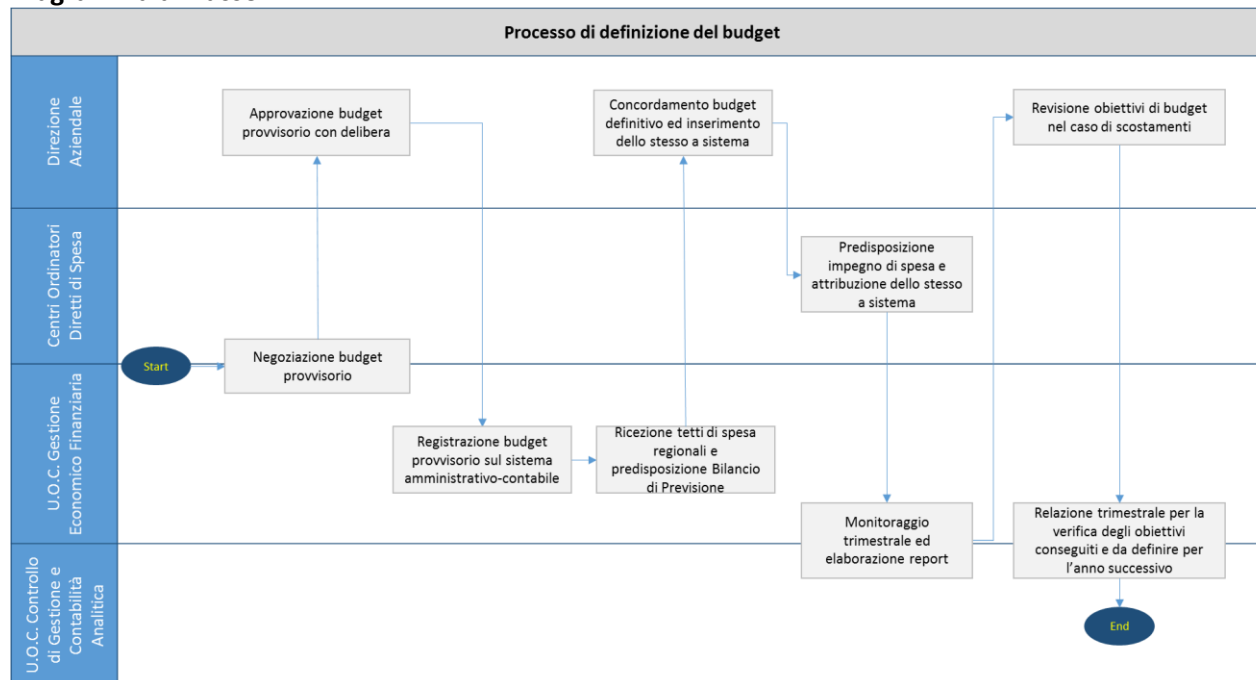 Processo di definizione del budget
Direzione
Aziendale
Approvazione budget
provvisorio con delibera
Concordamento budget
definitivo ed inserimento
dello stesso a sistema
Revisione obiettivi di budget
nel caso di scostamenti
Centri Ordinatori
Diretti di Spesa
Predisposizione
impegno di spesa e
attribuzione dello stesso
a sistema
Start
Negoziazione budget
provvisorio
U.O.C. Gestione
Economico Finanziaria
Registrazione budget
provvisorio sul sistema
amministrativo-contabile
Ricezione tetti di spesa
regionali e
predisposizione Bilancio
di Previsione
Monitoraggio
trimestrale ed
elaborazione report
Relazione trimestrale per la
verifica degli obiettivi
conseguiti e da definire per
l’anno successivo
U.O.C. Controllo
di Gestione e
Contabilità
Analitica
End